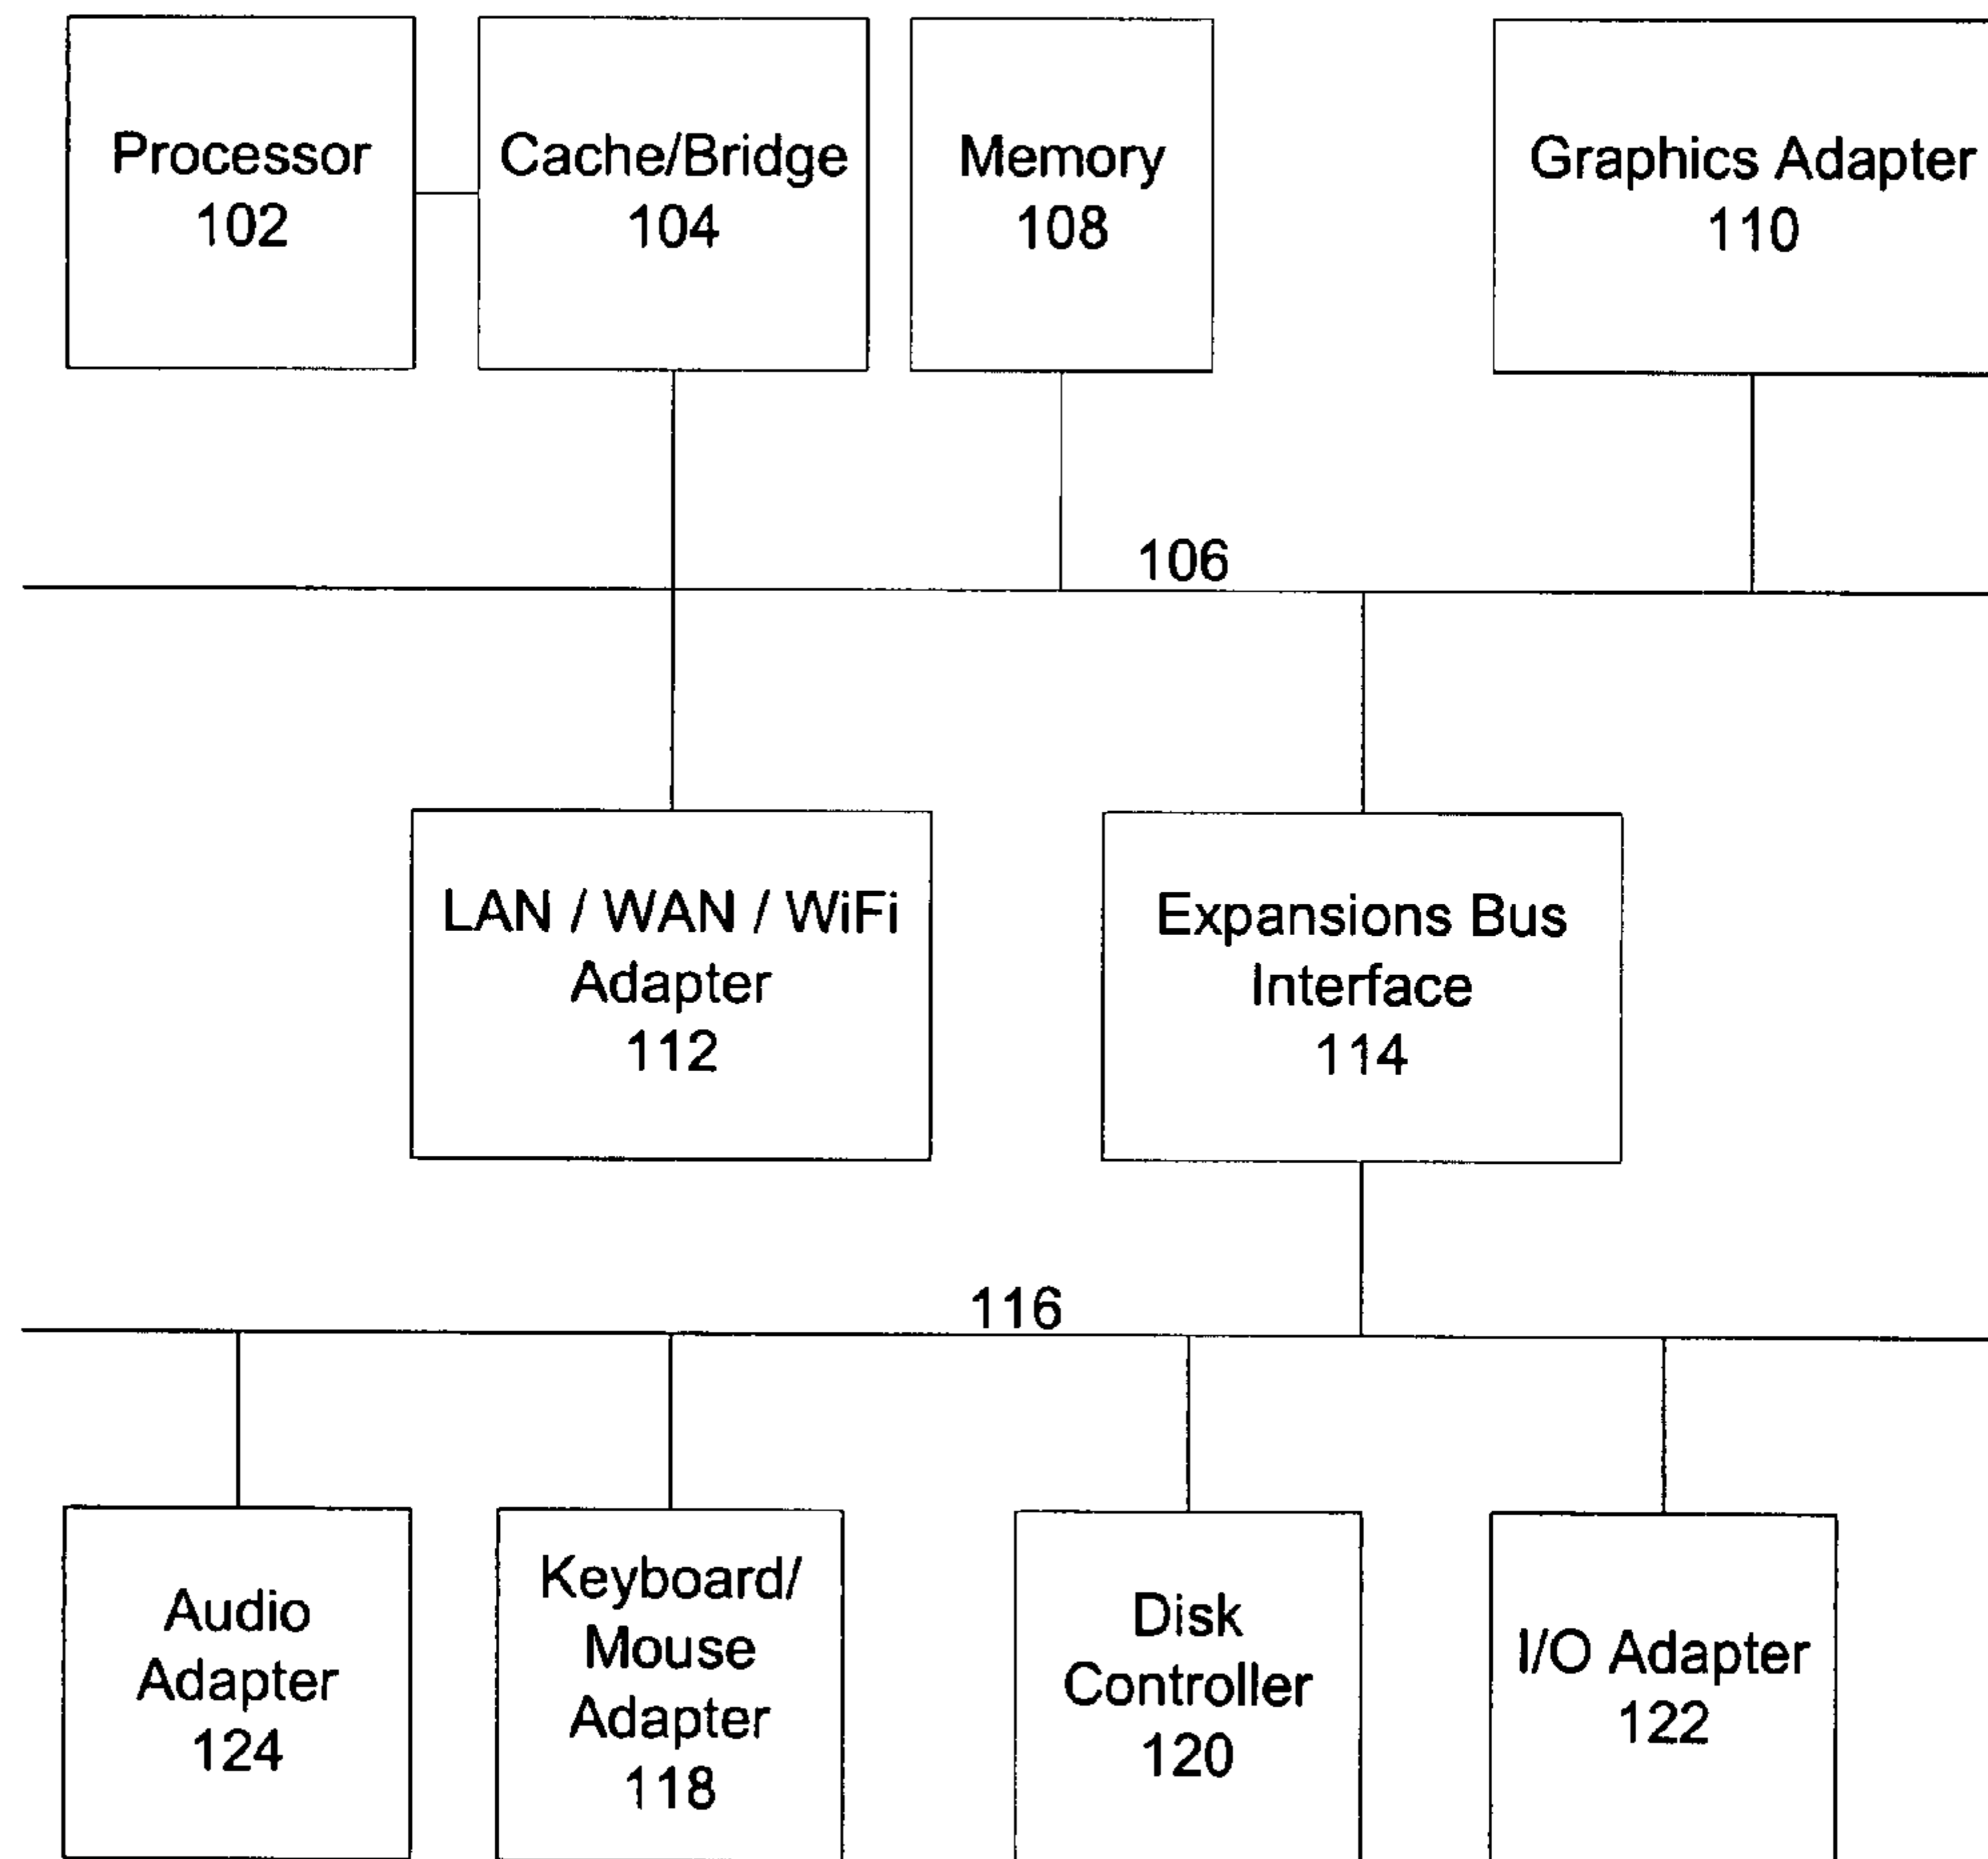 Processor
102
Cache/Bridge
104
Memory
108
Graphics Adapter
110
106
LAN / WAN / WiFi
Adapter
112
Expansions Bus
Interface
114
116
Audio
Adapter
124
Keyboard/
Mouse
Adapter
118
Disk
Controller
120
I/O Adapter
122